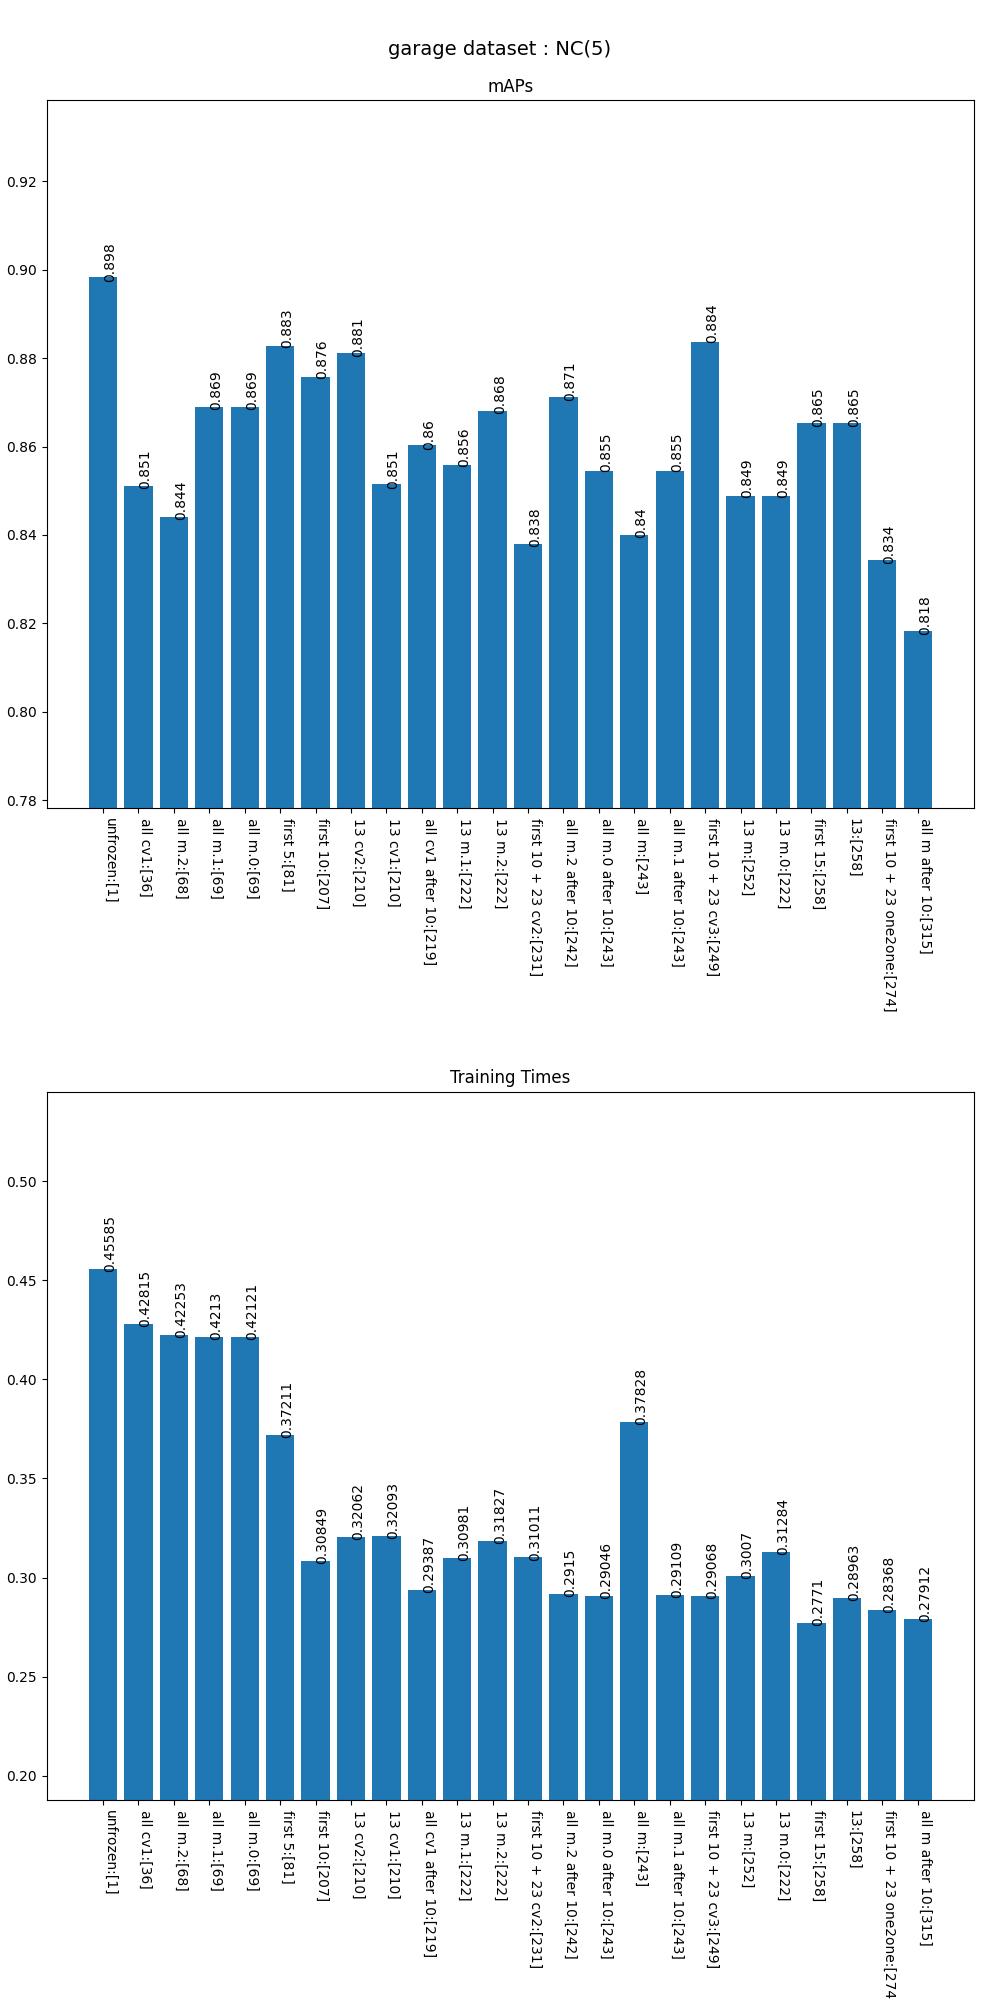 garage dataset : NC(5)
mAPs
0.92
0.90
0.88
0.86
0.84
0.82
0.80
0.78
0.898
0.851
0.844
0.869
0.869
0.883
0.876
0.881
0.851
0.86
0.856
0.868
0.838
0.871
0.855
0.84
0.855
0.884
0.849
0.849
0.865
0.865
0.834
0.818
unfrozen:[1]
all cv1:[36]
all m.2:[68]
all m.1:[69]
all m.0:[69]
first 5:[81]
first 10:[207]
13 cv2:[210]
13 cv1:[210]
all cv1 after 10:[219]
13 m.1:[222]
13 m.2:[222]
first 10 + 23 cv2:[231]
all m.2 after 10:[242]
all m.0 after 10:[243]
all m:[243]
all m.1 after 10:[243]
first 10 + 23 cv3:[249]
13 m:[252]
13 m.0:[222]
first 15:[258]
13:[258]
first 10 + 23 one2one:[274]
all m after 10:[315]
Training Times
0.50
0.45
0.40
0.35
0.30
0.25
0.20
0.45585
0.42815
0.42253
0.4213
0.42121
0.37211
0.30849
0.32062
0.32093
0.29387
0.30981
0.31827
0.31011
0.2915
0.29046
0.37828
0.29109
0.29068
0.3007
0.31284
0.2771
0.28963
0.28368
0.27912
unfrozen:[1]
all cv1:[36]
all m.2:[68]
all m.1:[69]
all m.0:[69]
first 5:[81]
first 10:[207]
13 cv2:[210]
13 cv1:[210]
all cv1 after 10:[219]
13 m.1:[222]
13 m.2:[222]
first 10 + 23 cv2:[231]
all m.2 after 10:[242]
all m.0 after 10:[243]
all m:[243]
all m.1 after 10:[243]
first 10 + 23 cv3:[249]
13 m:[252]
13 m.0:[222]
first 15:[258]
13:[258]
first 10 + 23 one2one:[274
all m after 10:[315]